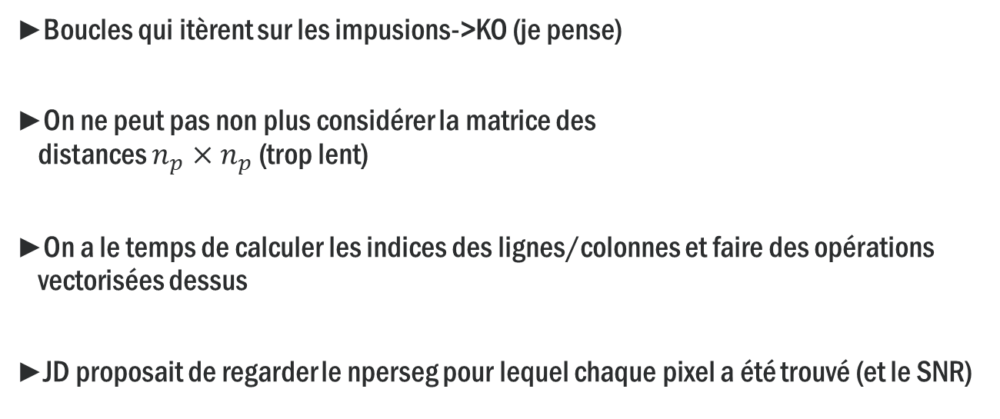 ►Boucles qui itèrent sur les impusions->KO (je pense)
►On ne peut pas non plus considérer la matrice des
distances n_p × n_p (trop lent)
►On a le temps de calculer les indices des lignes/colonnes et faire des opérations
vectorisées dessus
►JD proposait de regarder le nperseg pour lequel chaque pixel a été trouvé (et le SNR)